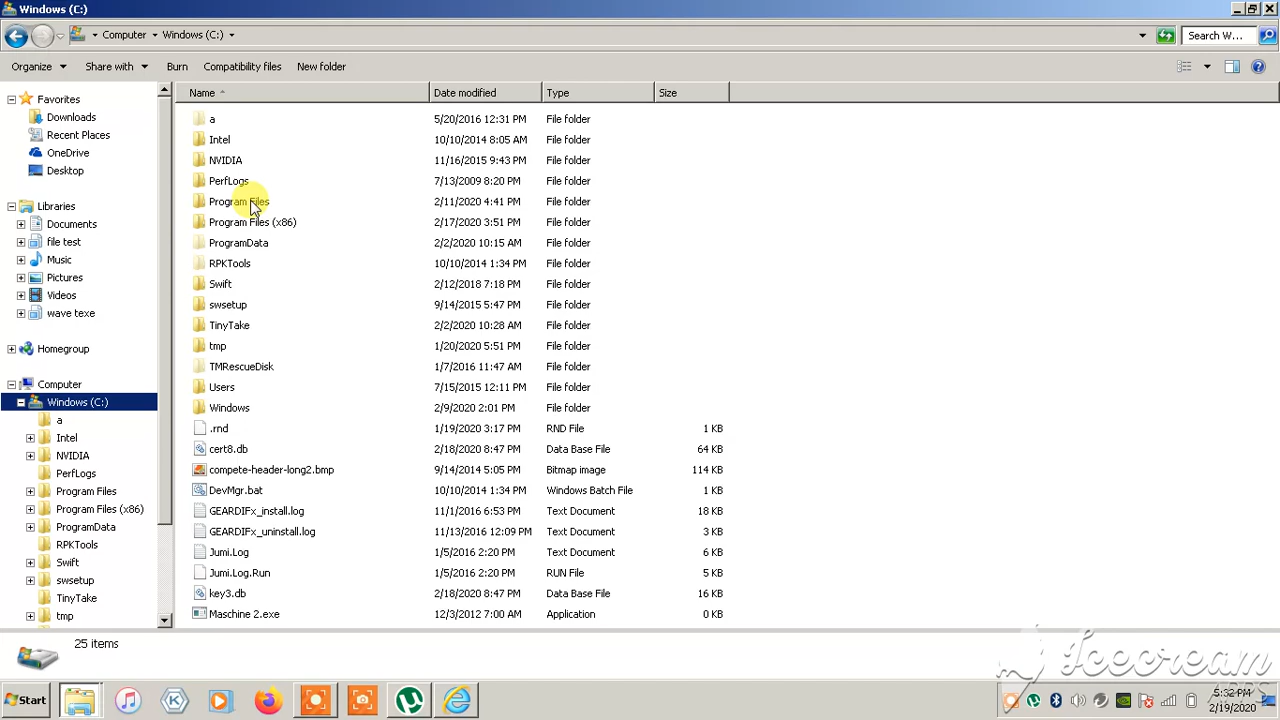 Windows (C:)
Computer Windows (C:) Search W...
Organize Share with Burn Compatibility files New folder
Favorites
Downloads
Recent Places
OneDrive
Desktop
Libraries
Documents
file test
Music
Pictures
Videos
wave texe
Homegroup
Computer
Windows (C:)
a
Intel
NVIDIA
PerfLogs
Program Files
Program Files (x86)
ProgramData
RPKTools
Swift
swsetup
TinyTake
tmp
Name Date modified Type Size
a 5/20/2016 12:31 PM File folder
Intel 10/10/2014 8:05 AM File folder
NVIDIA 11/16/2015 9:43 PM File folder
PerfLogs 7/13/2009 8:20 PM File folder
Program Files 2/11/2020 4:41 PM File folder
Program Files (x86) 2/17/2020 3:51 PM File folder
ProgramData 2/2/2020 10:15 AM File folder
RPKTools 10/10/2014 1:34 PM File folder
Swift 2/12/2018 7:18 PM File folder
swsetup 9/14/2015 5:47 PM File folder
TinyTake 2/2/2020 10:28 AM File folder
tmp 1/20/2020 5:51 PM File folder
TMRescueDisk 1/7/2016 11:47 AM File folder
Users 7/15/2015 12:11 PM File folder
Windows 2/9/2020 2:01 PM File folder
.rnd 1/19/2020 3:17 PM RND File 1 KB
cert8.db 2/18/2020 8:47 PM Data Base File 64 KB
compete-header-long2.bmp 9/14/2014 5:05 PM Bitmap image 114 KB
DevMgr.bat 10/10/2014 1:34 PM Windows Batch File 1 KB
GEARDIFx_install.log 11/1/2016 6:53 PM Text Document 18 KB
GEARDIFx_uninstall.log 11/13/2016 12:09 PM Text Document 3 KB
Jumi.Log 1/5/2016 2:20 PM Text Document 6 KB
Jumi.Log.Run 1/5/2016 2:20 PM RUN File 5 KB
key3.db 2/18/2020 8:47 PM Data Base File 16 KB
Maschine 2.exe 12/3/2012 7:00 AM Application 0 KB
25 items
Icecream
APPS
Start
5:32 PM
2/19/2020